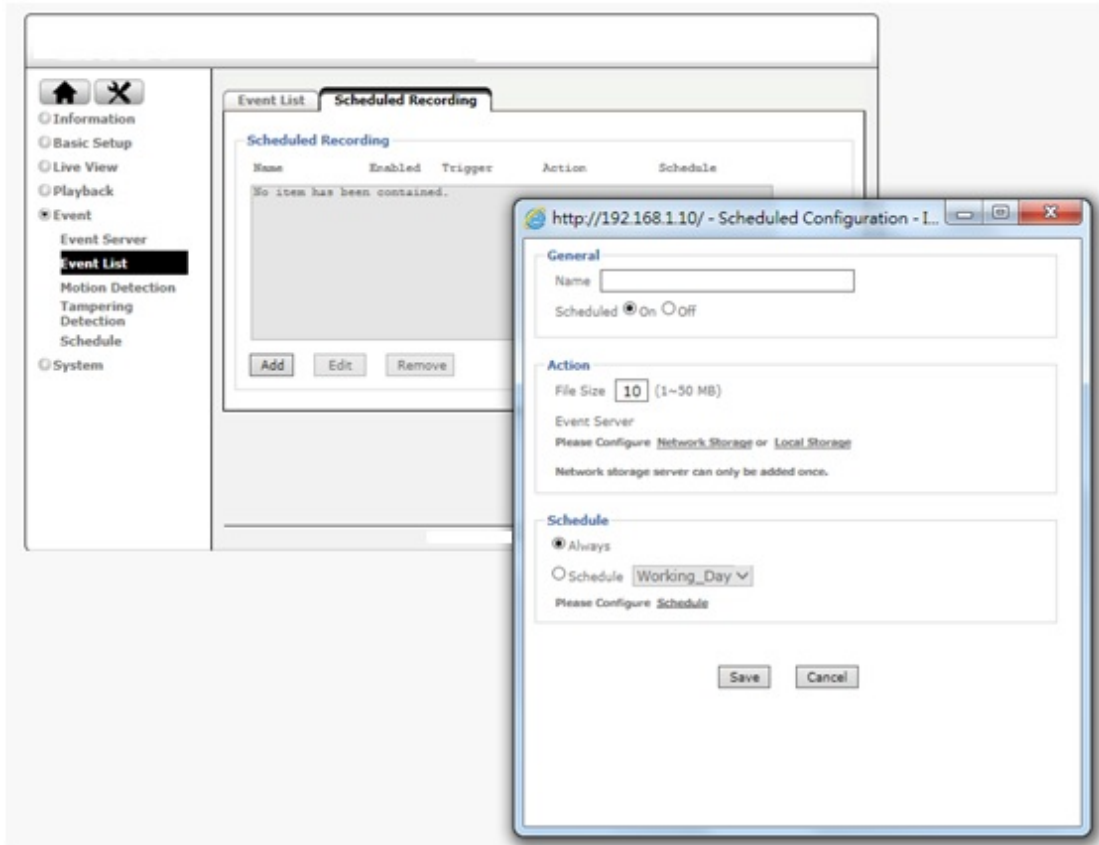 Information
Basic Setup
Live View
Playback
Event
Event Server
Event List
Motion Detection
Tampering
Detection
Schedule
System
Event List Scheduled Recording
Scheduled Recording
Name Enabled Trigger Action Schedule
No item has been contained.
Add Edit Remove
http://192.168.1.10/ - Scheduled Configuration - I...
General
Name
Scheduled On Off
Action
File Size 10 (1~50 MB)
Event Server
Please Configure Network Storage or Local Storage
Network storage server can only be added once.
Schedule
Always
Schedule Working_Day
Please Configure Schedule
Save Cancel